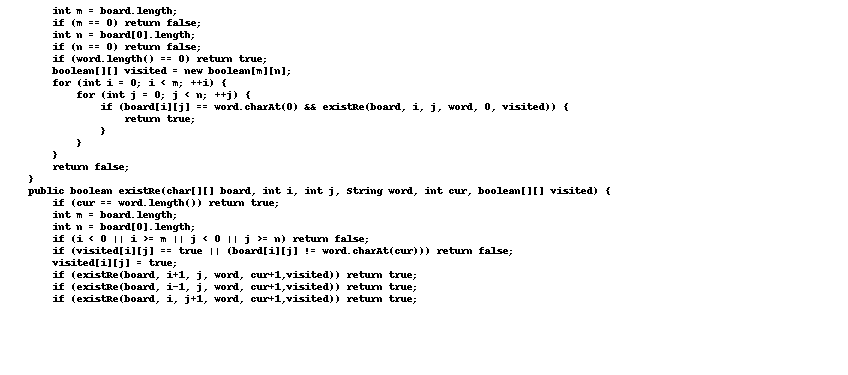 int m = board.length;
if (m == 0) return false;
int n = board[0].length;
if (n == 0) return false;
if (word.length() == 0) return true;
boolean[][] visited = new boolean[m][n];
for (int i = 0; i < m; ++i) {
for (int j = 0; j < n; ++j) {
if (board[i][j] == word.charAt(0) && existRe(board, i, j, word, 0, visited)) {
return true;
}
}
}
return false;
}
public boolean existRe(char[][] board, int i, int j, String word, int cur, boolean[][] visited) {
if (cur == word.length()) return true;
int m = board.length;
int n = board[0].length;
if (i < 0 || i >= m || j < 0 || j >= n) return false;
if (visited[i][j] == true || (board[i][j] != word.charAt(cur))) return false;
visited[i][j] = true;
if (existRe(board, i+1, j, word, cur+1,visited)) return true;
if (existRe(board, i-1, j, word, cur+1,visited)) return true;
if (existRe(board, i, j+1, word, cur+1,visited)) return true;